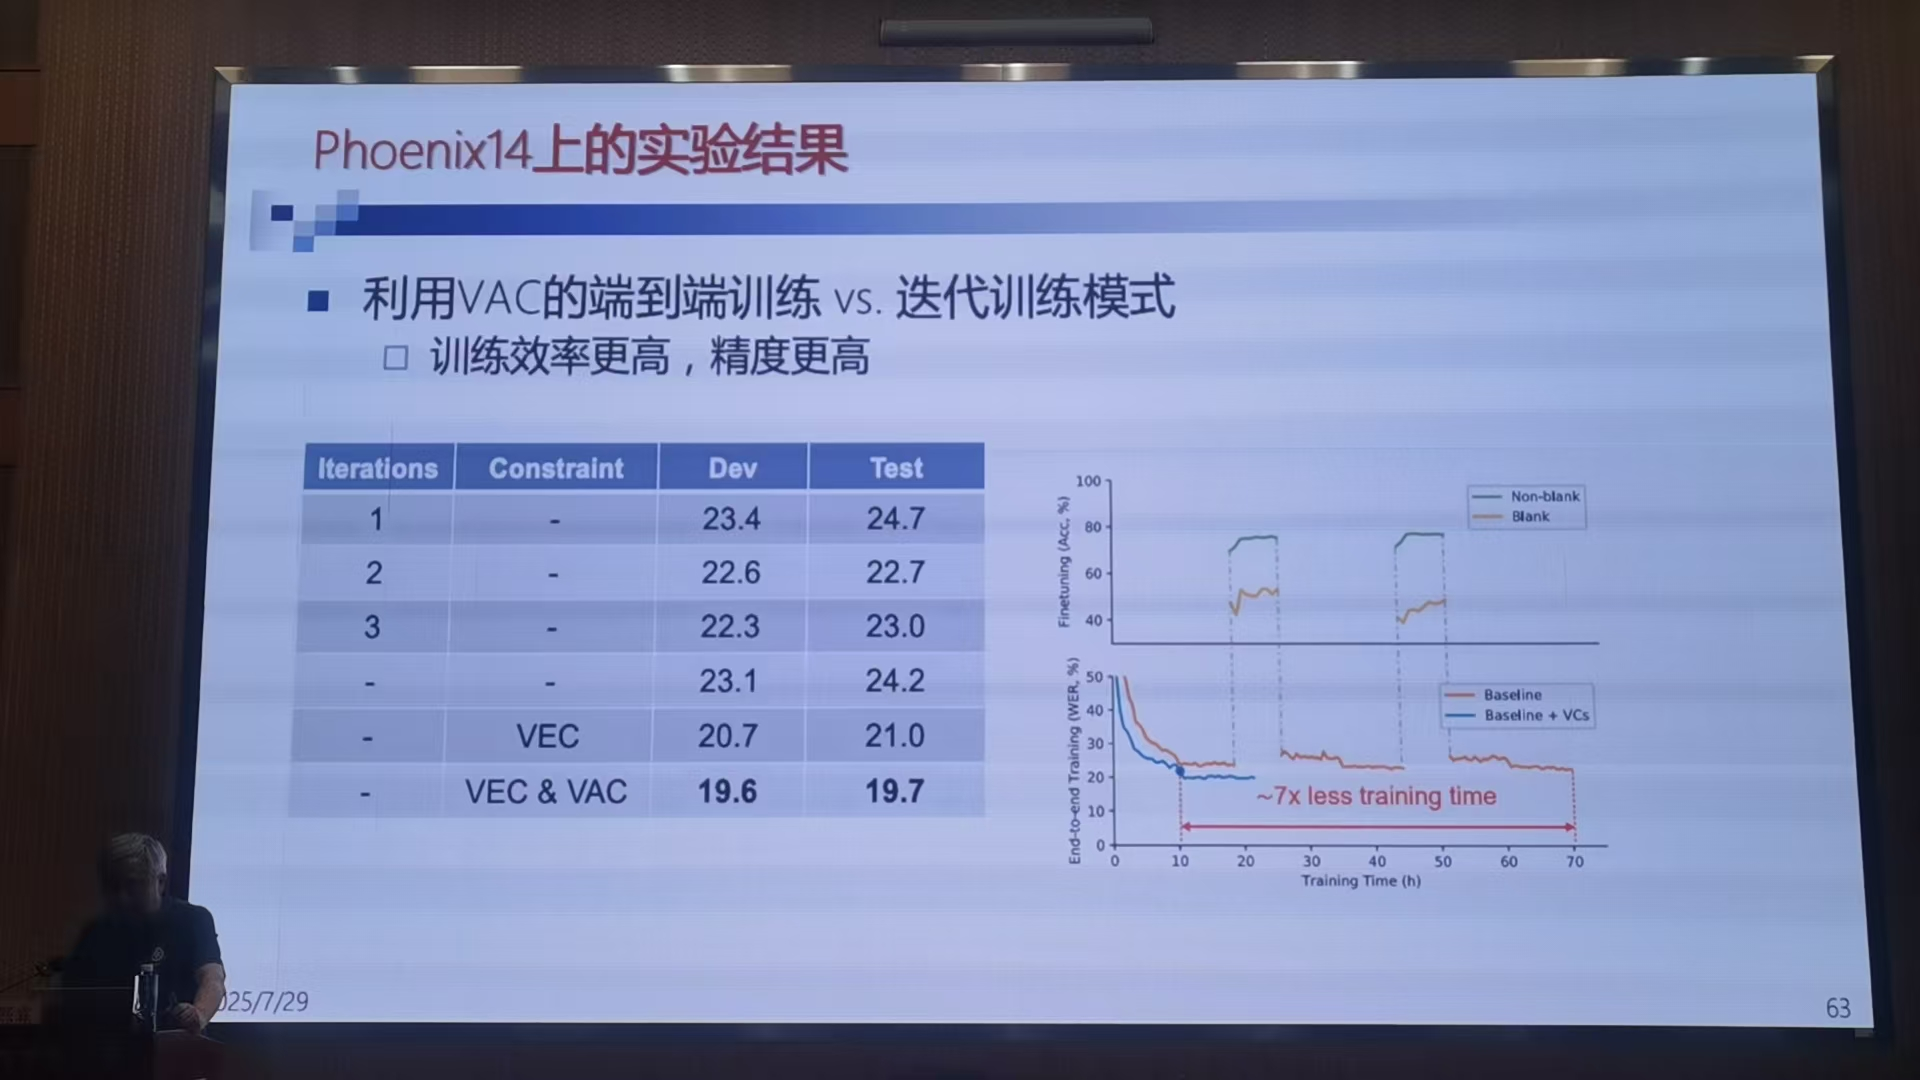 Phoenix14上的实验结果
利用VAC的端到端训练 vs. 迭代训练模式
训练效率更高，精度更高
Iterations Constraint Dev Test
1 - 23.4 24.7
2 - 22.6 22.7
3 - 22.3 23.0
- - 23.1 24.2
- VEC 20.7 21.0
- VEC & VAC 19.6 19.7
Finetuning (Acc, %)
100
80
60
40
Non-blank
Blank
End-to-end Training (WER, %)
50
40
30
20
10
0
Baseline
Baseline + VCs
~7x less training time
0 10 20 30 40 50 60 70
Training Time (h)
025/7/29
63